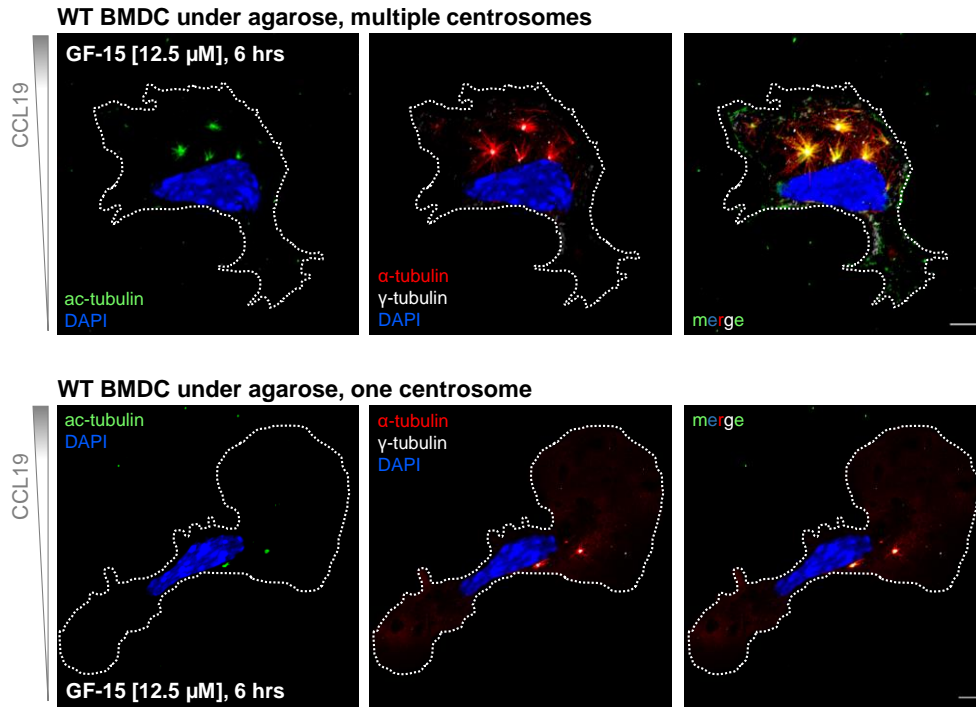 WT BMDC under agarose, multiple centrosomes
CCL19
GF-15 [12.5 µM], 6 hrs
ac-tubulin
DAPI
α-tubulin
γ-tubulin
DAPI
merge
WT BMDC under agarose, one centrosome
CCL19
ac-tubulin
DAPI
GF-15 [12.5 µM], 6 hrs
α-tubulin
γ-tubulin
DAPI
merge